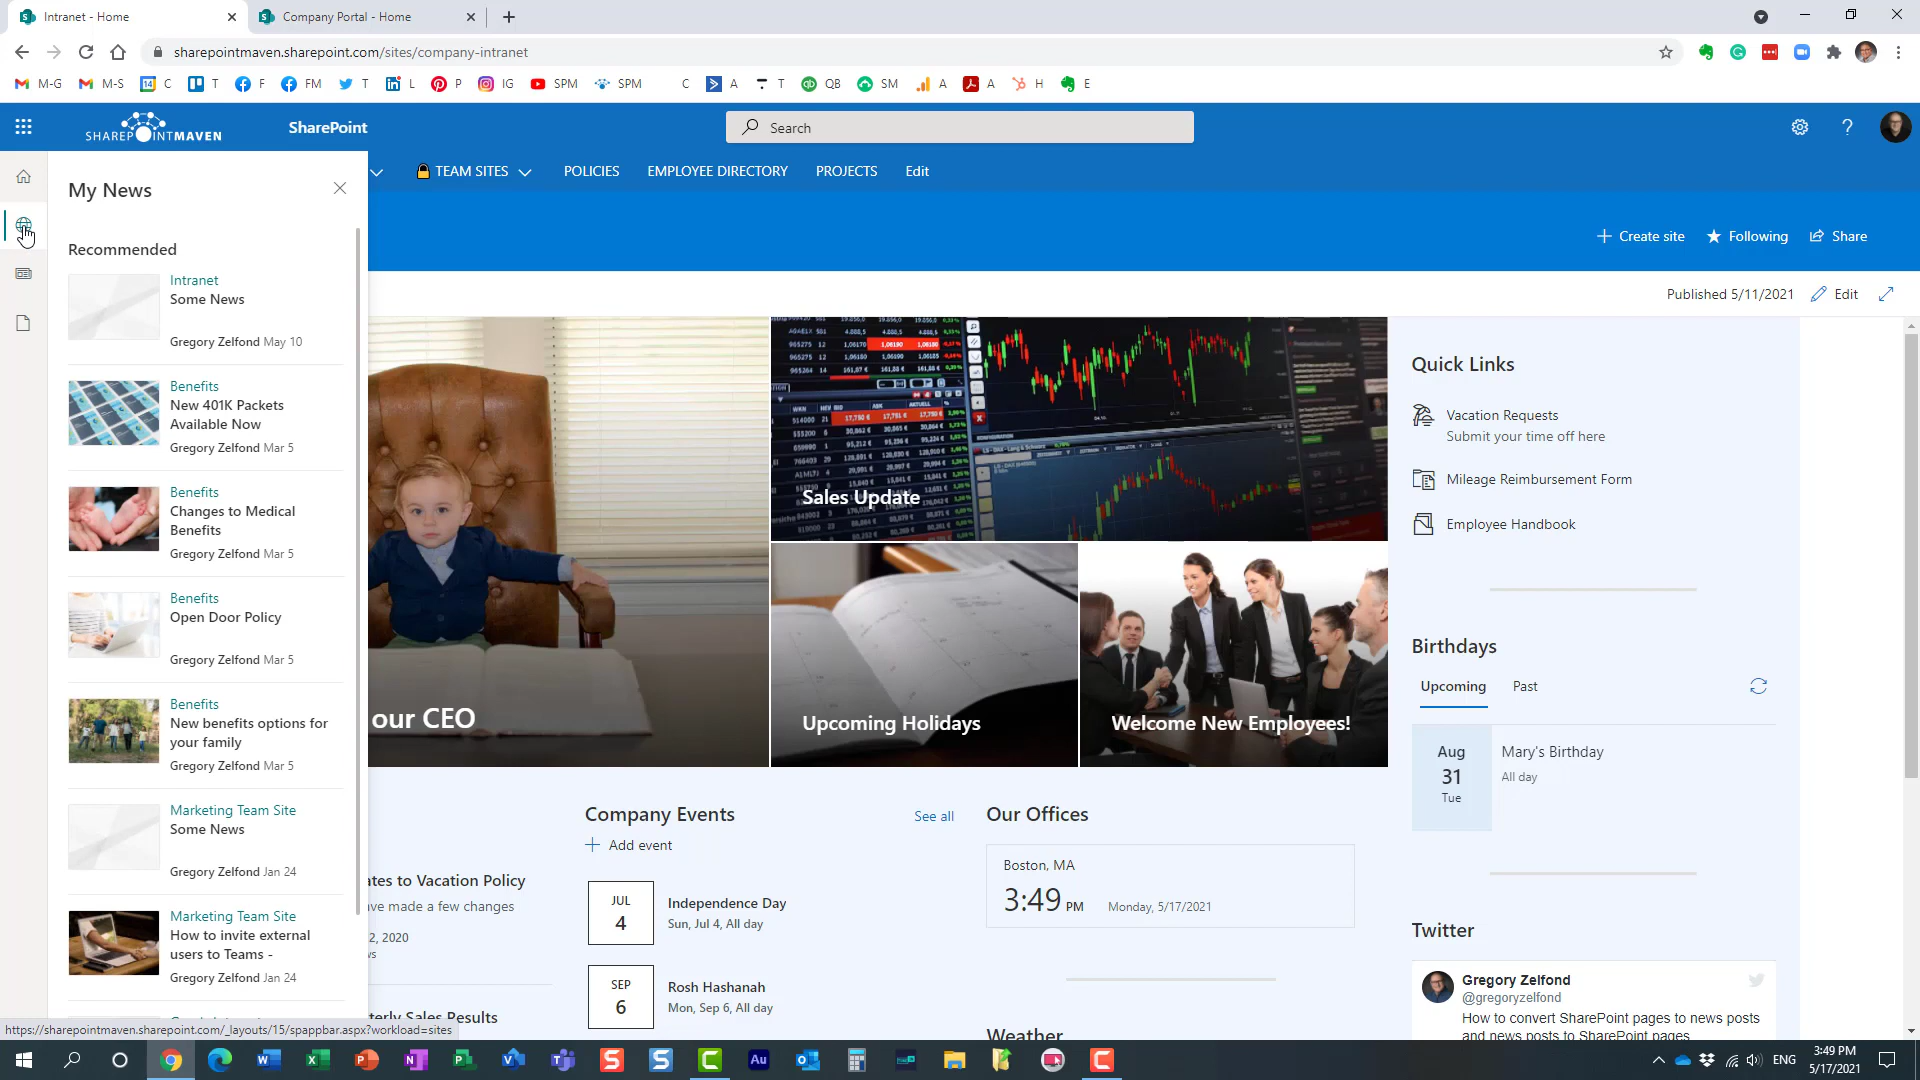 Intranet - Home
Company Portal - Home
sharepointmaven.sharepoint.com/sites/company-intranet
M-G M-S C T F FM T L P IG SPM SPM C A T QB SM A A H E
SHAREPOINTMAVEN
SharePoint
Search
TEAM SITES
POLICIES
EMPLOYEE DIRECTORY
PROJECTS
Edit
Create site
Following
Share
Published 5/11/2021
Edit
My News
Recommended
Intranet
Some News
Gregory Zelfond May 10
Benefits
New 401K Packets
Available Now
Gregory Zelfond Mar 5
Benefits
Changes to Medical
Benefits
Gregory Zelfond Mar 5
Benefits
Open Door Policy
Gregory Zelfond Mar 5
Benefits
New benefits options for
your family
Gregory Zelfond Mar 5
Marketing Team Site
Some News
Gregory Zelfond Jan 24
Marketing Team Site
How to invite external
users to Teams -
Gregory Zelfond Jan 24
our CEO
Sales Update
Upcoming Holidays
Welcome New Employees!
Quick Links
Vacation Requests
Submit your time off here
Mileage Reimbursement Form
Employee Handbook
Birthdays
Upcoming
Past
Aug
31
Tue
Mary's Birthday
All day
Twitter
Gregory Zelfond
@gregoryzelfond
How to convert SharePoint pages to news posts
and news posts to SharePoint pages
ates to Vacation Policy
ve made a few changes
2, 2020
Company Events
See all
Add event
JUL
4
Independence Day
Sun, Jul 4, All day
SEP
6
Rosh Hashanah
Mon, Sep 6, All day
Our Offices
Boston, MA
3:49 PM
Monday, 5/17/2021
Weather
terly Sales Results
https://sharepointmaven.sharepoint.com/_layouts/15/spappbar.aspx?workload=sites
ENG
3:49 PM
5/17/2021